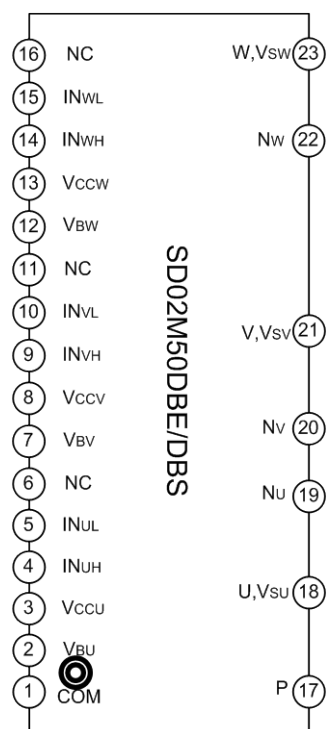 16 NC
15 INWL
14 INWH
13 VCCW
12 VBW
11 NC
10 INVL
9 INVH
8 VCCV
7 VBV
6 NC
5 INUL
4 INUH
3 VCCU
2 VBU
1 COM
SD02M50DBE/DBS
W,VSW 23
NW 22
V,VSV 21
NV 20
NU 19
U,VSU 18
P 17